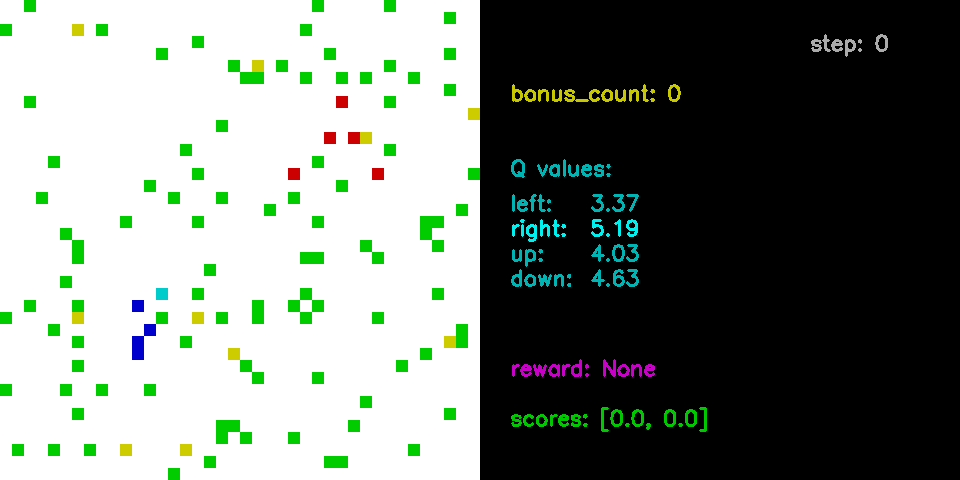 step: 0
bonus_count: 0
Q values:
left: 3.37
right: 5.19
up: 4.03
down: 4.63
reward: None
scores: [0.0, 0.0]